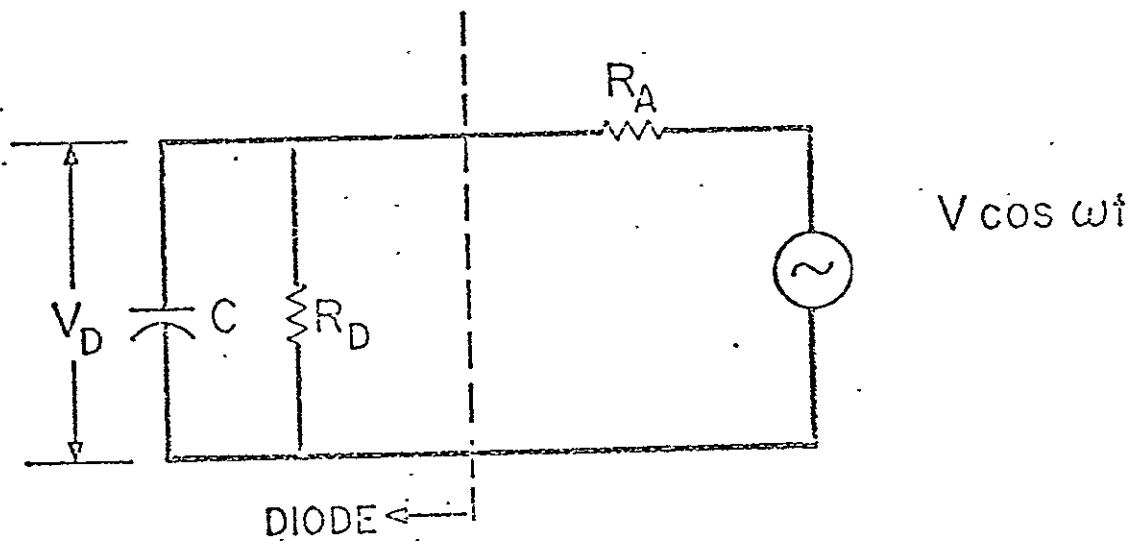 R_A
V cos ωt
V_D
C
R_D
DIODE